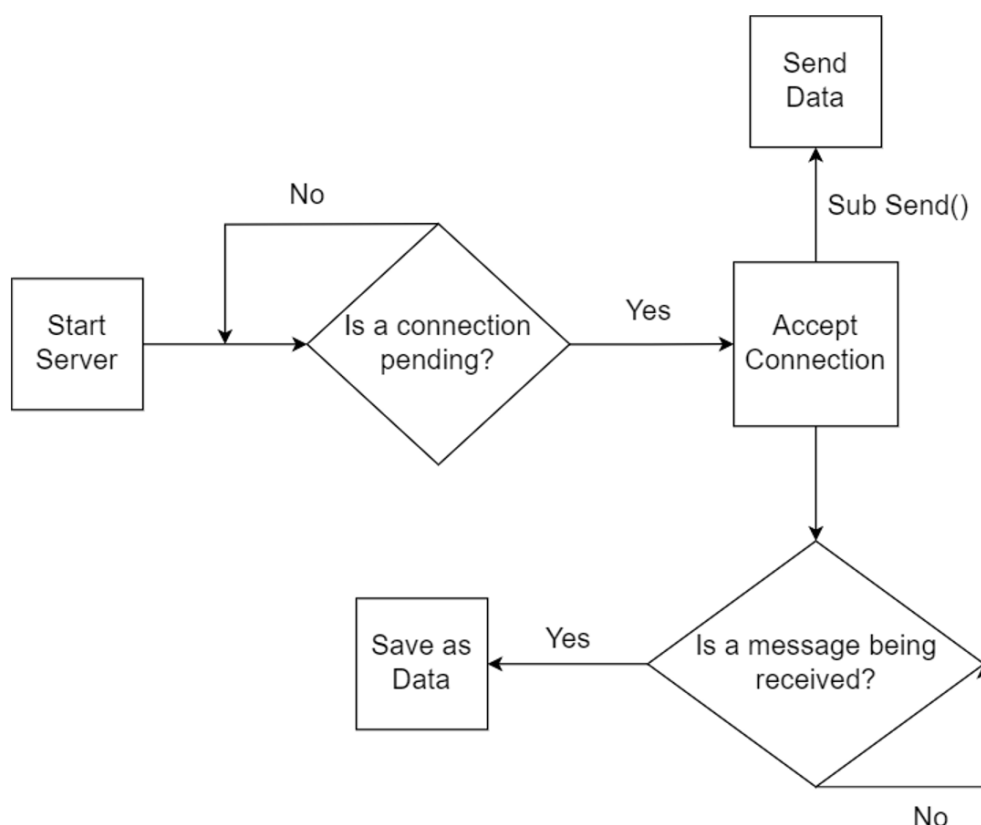 Send
Data
Sub Send()
No
Start
Server
Is a connection
pending?
Yes
Accept
Connection
Save as
Data
Yes
Is a message being
received?
No